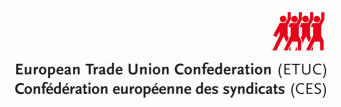 European Trade Union Confederation (ETUC)
Confédération européenne des syndicats (CES)